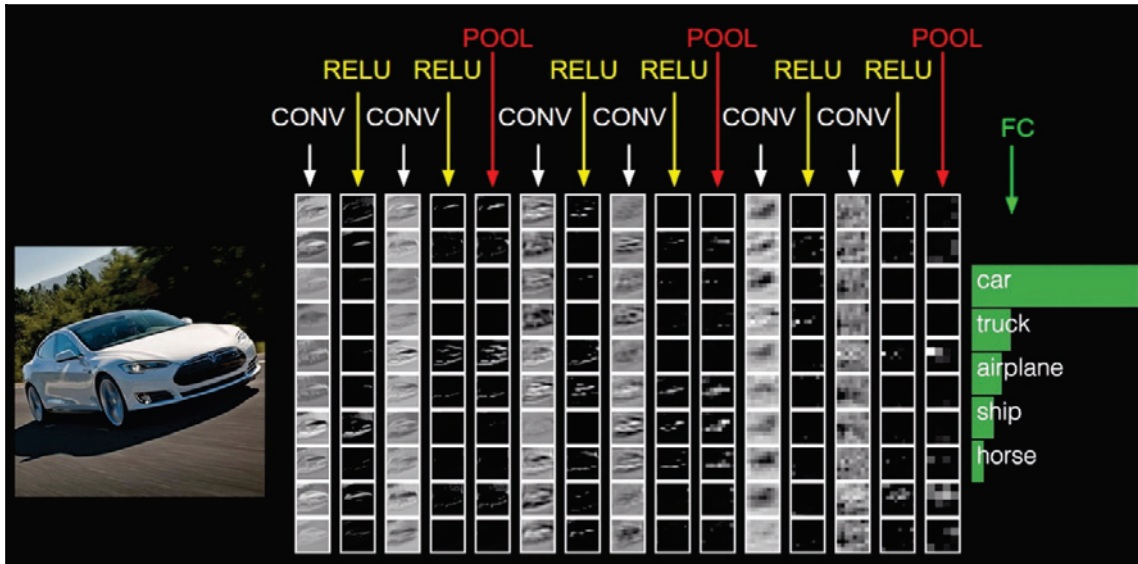 POOL POOL POOL
RELU RELU RELU RELU RELU RELU
CONV CONV CONV CONV CONV CONV
FC
car
truck
airplane
ship
horse